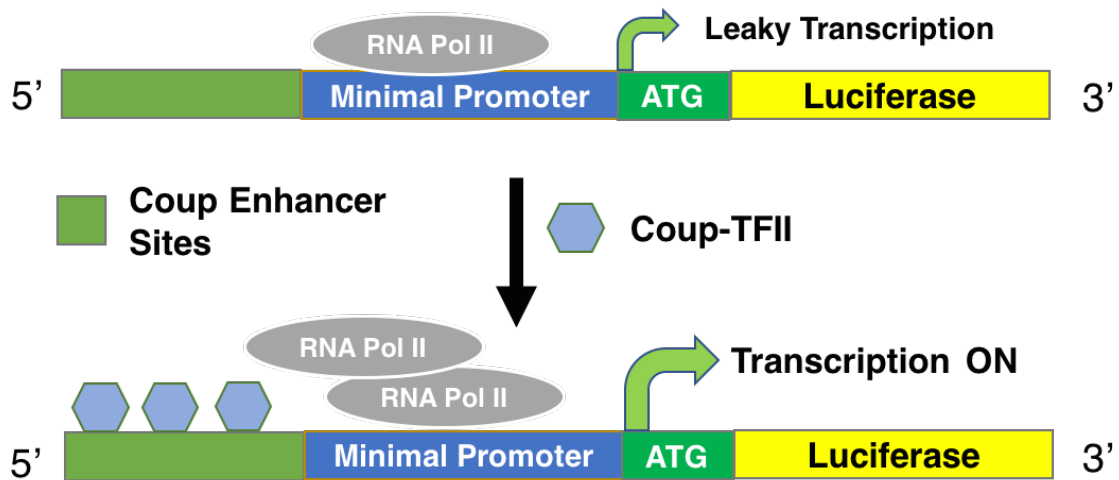 RNA Pol II
Leaky Transcription
5’ Minimal Promoter ATG Luciferase 3’
Coup Enhancer
Sites
Coup-TFII
RNA Pol II
Transcription ON
RNA Pol II
5’ Minimal Promoter ATG Luciferase 3’